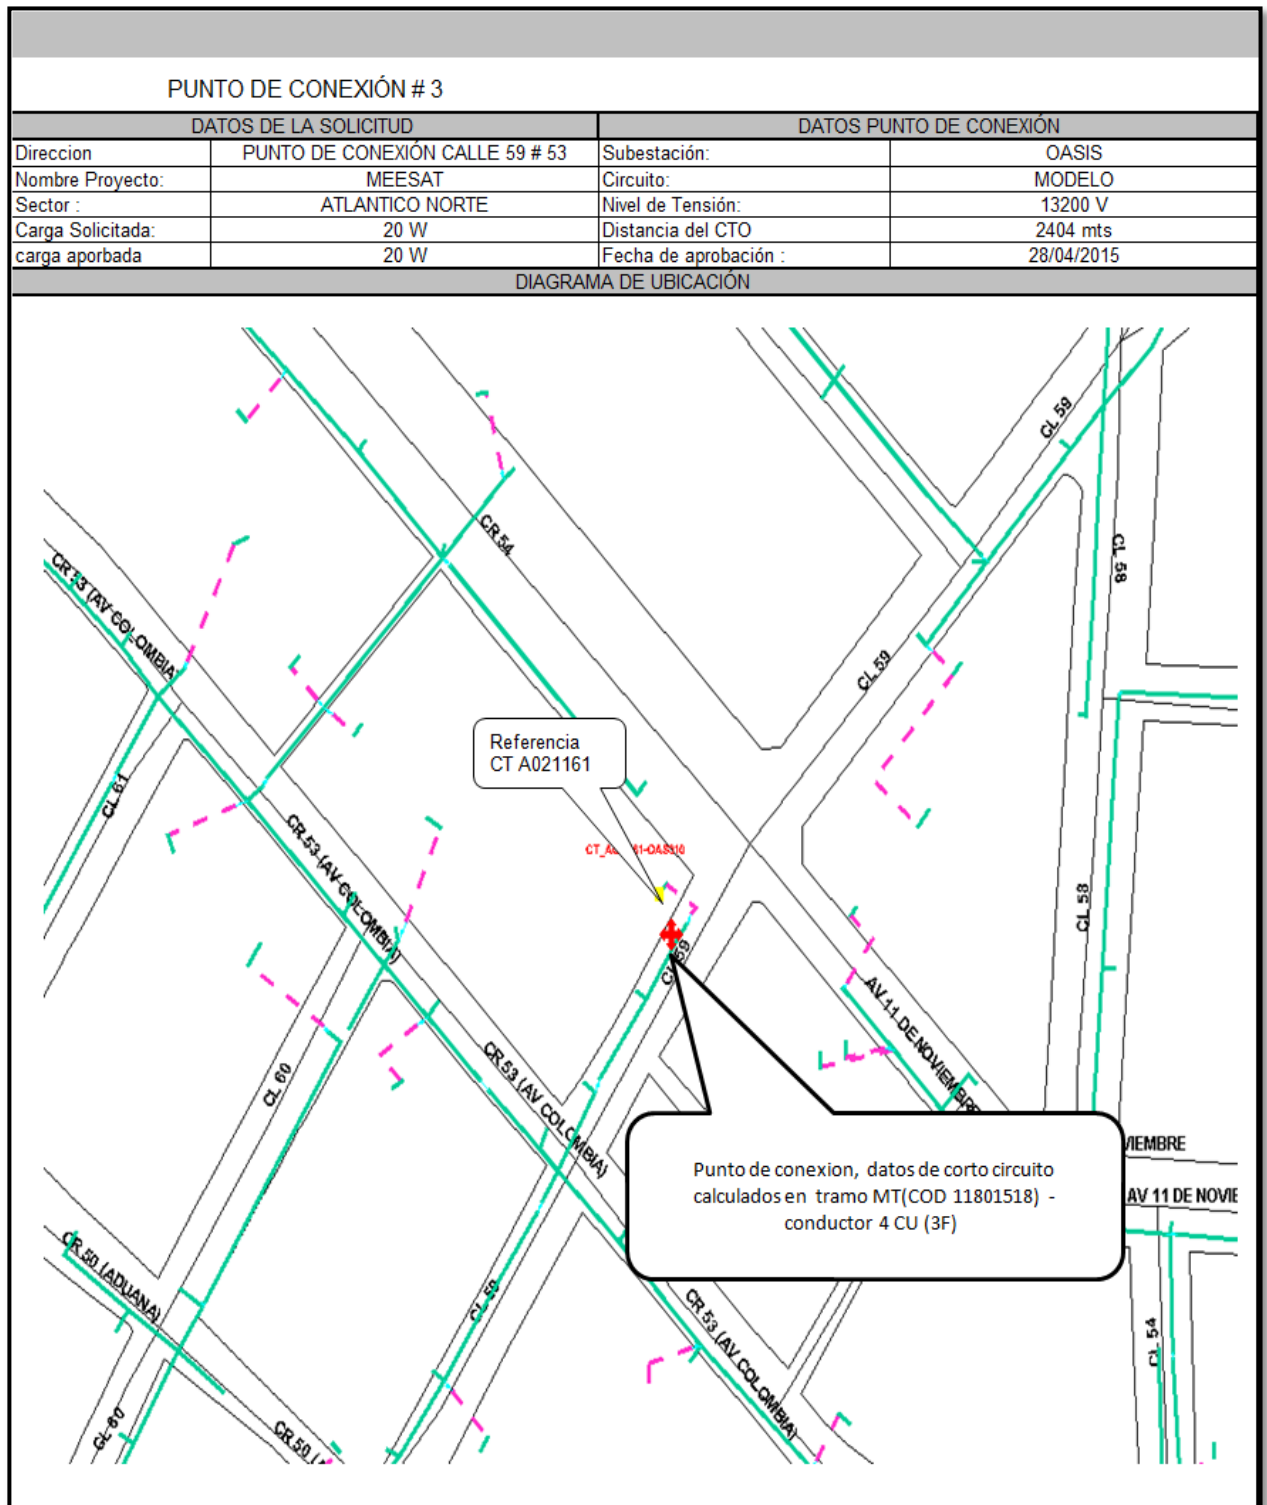 PUNTO DE CONEXIÓN # 3
DATOS DE LA SOLICITUD
DATOS PUNTO DE CONEXIÓN
Direccion PUNTO DE CONEXIÓN CALLE 59 # 53 Subestación: OASIS
Nombre Proyecto: MEESAT Circuito: MODELO
Sector : ATLANTICO NORTE Nivel de Tensión: 13200 V
Carga Solicitada: 20 W Distancia del CTO 2404 mts
carga aporbada 20 W Fecha de aprobación : 28/04/2015
DIAGRAMA DE UBICACIÓN
CL 59
CR 54
CL 58
CR 53 (AV COLOMBIA)
CL 59
Referencia
CT A021161
CL 61
CR 53 (AV COLOMBIA)
CL 58
AV 11 DE NOVIEMBRE
CR 53 (AV COLOMBIA)
CL 60
VIEMBRE
Punto de conexion, datos de corto circuito
calculados en tramo MT(COD 11801518) -
conductor 4 CU (3F)
AV 11 DE NOVIE
CR 50 (ADUANA)
CL 59
CR 53 (AV COLOMBIA)
CL 54
CL 60
CR 50